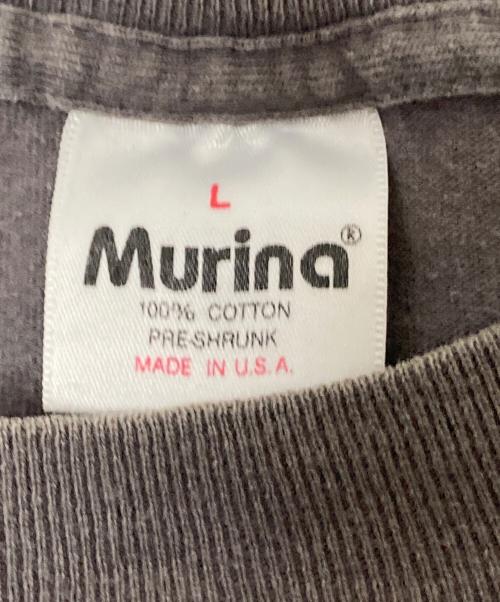 L
Murina®
100% COTTON
PRE-SHRUNK
MADE IN U.S.A.